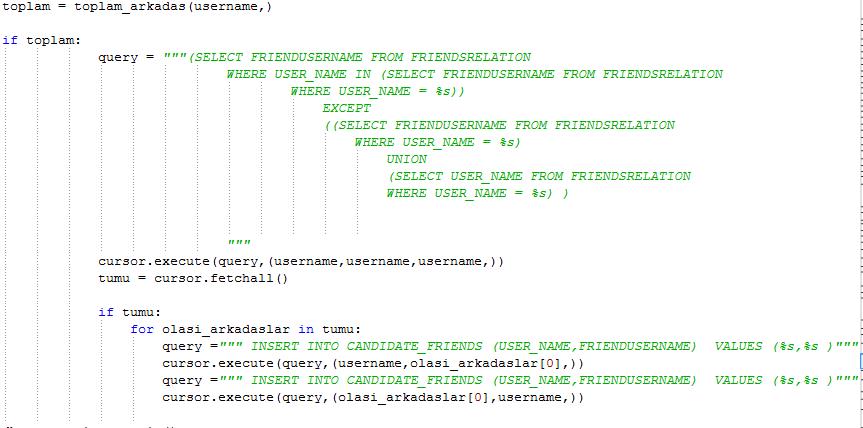 toplam = toplam_arkadas(username,)
if toplam:
query = """(SELECT FRIENDUSERNAME FROM FRIENDSRELATION
WHERE USER_NAME IN (SELECT FRIENDUSERNAME FROM FRIENDSRELATION
WHERE USER_NAME = %s))
EXCEPT
((SELECT FRIENDUSERNAME FROM FRIENDSRELATION
WHERE USER_NAME = %s)
UNION
(SELECT USER_NAME FROM FRIENDSRELATION
WHERE USER_NAME = %s) )
"""
cursor.execute(query,(username,username,username,))
tumu = cursor.fetchall()
if tumu:
for olasi_arkadaslar in tumu:
query =""" INSERT INTO CANDIDATE_FRIENDS (USER_NAME,FRIENDUSERNAME)  VALUES (%s,%s )"""
cursor.execute(query,(username,olasi_arkadaslar[0],))
query =""" INSERT INTO CANDIDATE_FRIENDS (USER_NAME,FRIENDUSERNAME)  VALUES (%s,%s )"""
cursor.execute(query,(olasi_arkadaslar[0],username,))